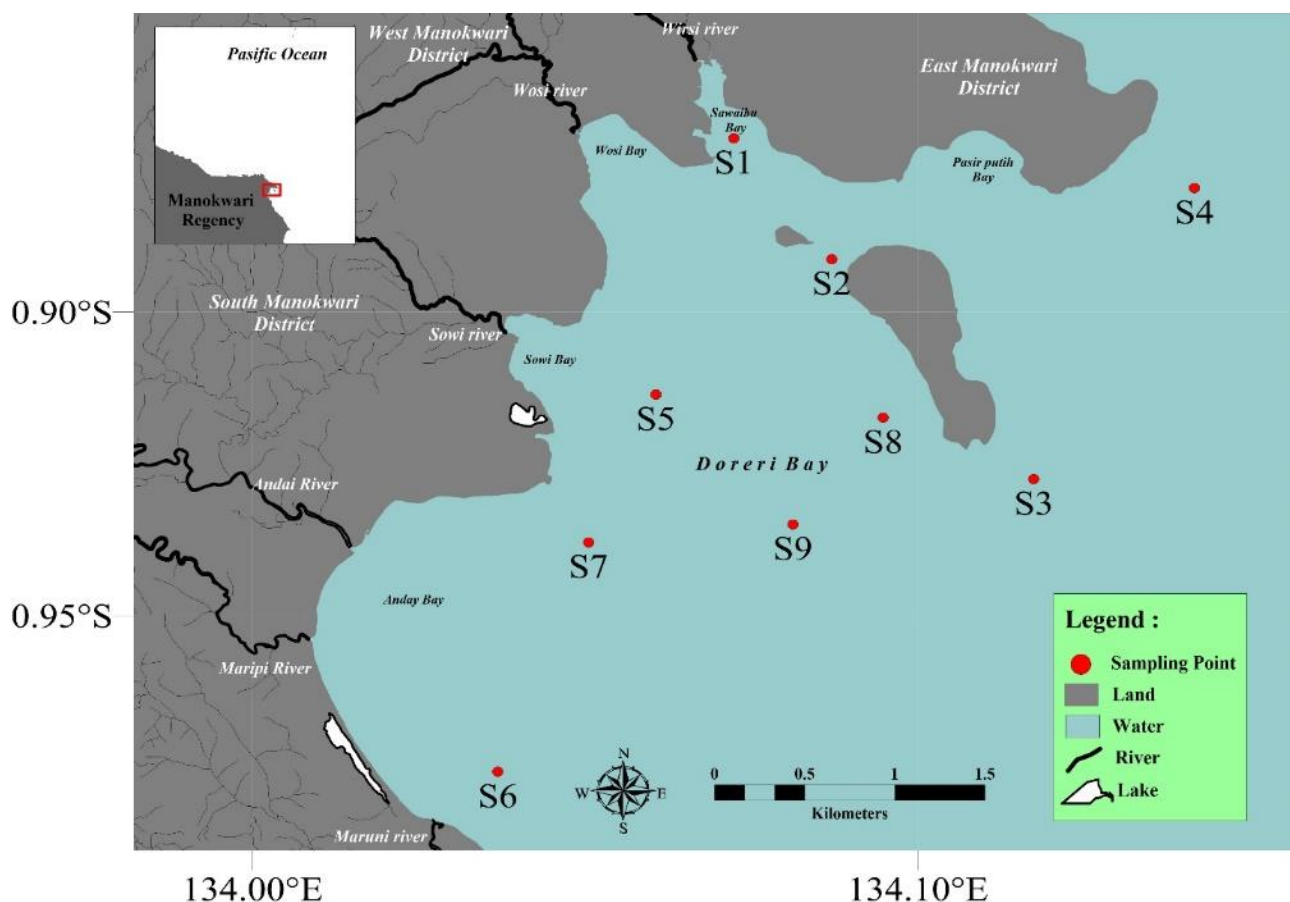 Pasific Ocean
Manokwari
Regency
West Manokwari
District
Wirsi river
East Manokwari
District
Wosi river
Sawaibu
Bay
Wosi Bay
S1
Pasir putih
Bay
S4
S2
0.90°S
South Manokwari
District
Sowi river
Sowi Bay
S5
S8
Doreri Bay
Andai River
S3
S9
S7
Anday Bay
0.95°S
Maripi River
Legend :
Sampling Point
Land
Water
River
Lake
N
W
E
S
0
0.5
1
1.5
Kilometers
S6
Maruni river
134.00°E
134.10°E